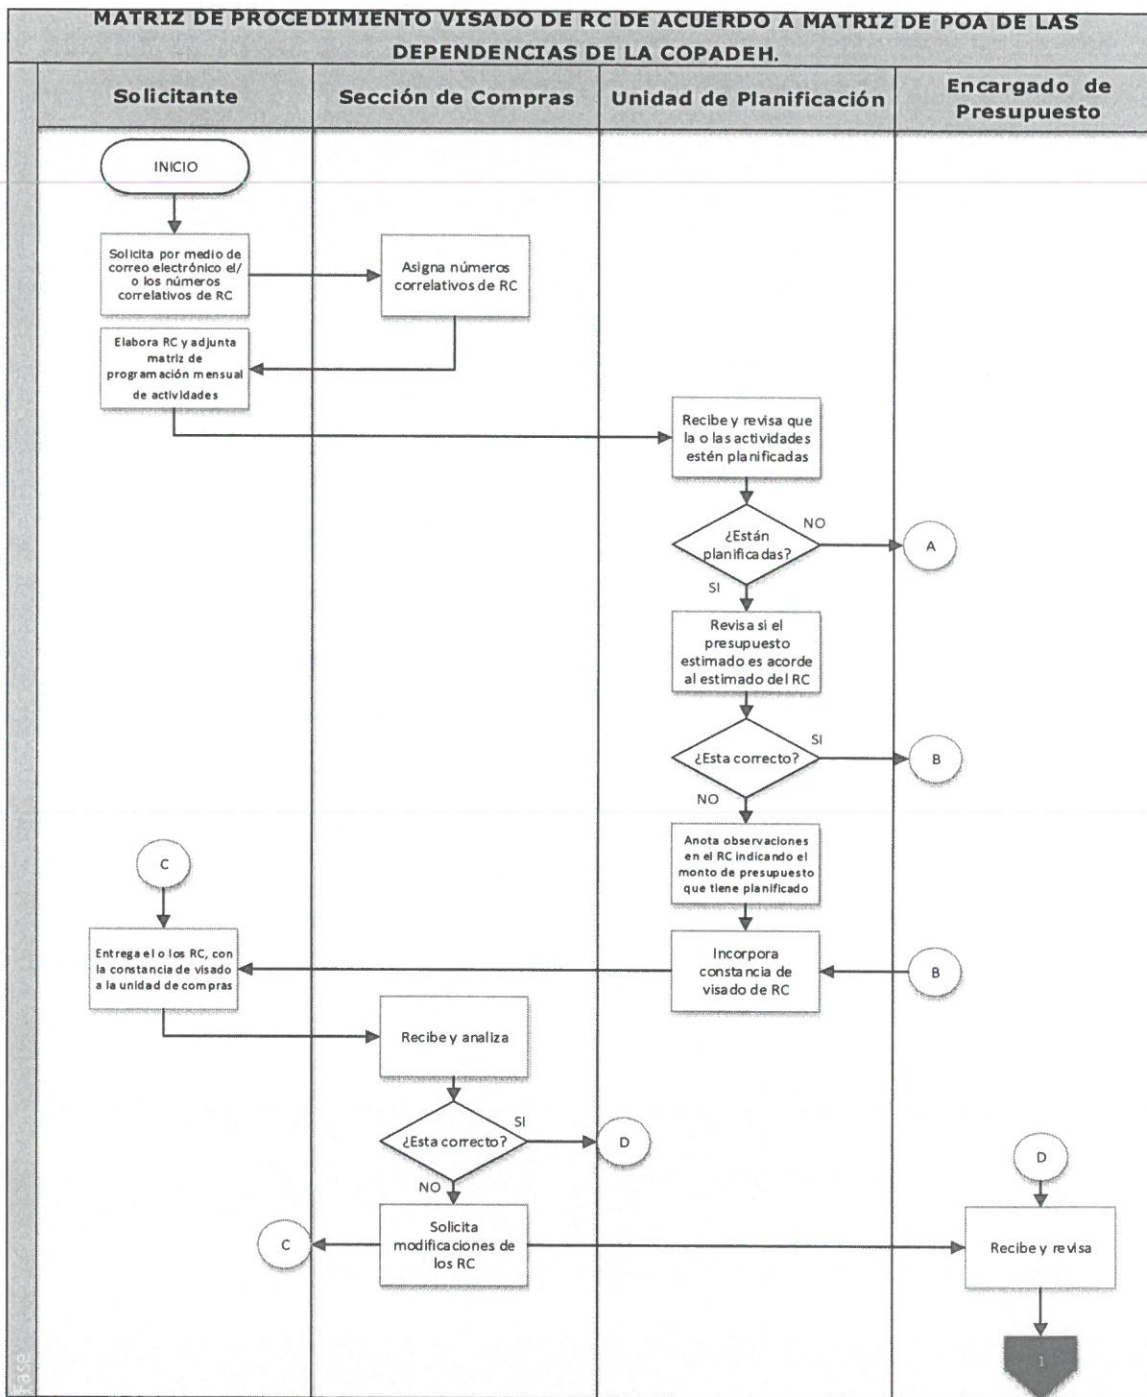 MATRIZ DE PROCEDIMIENTO VISADO DE RC DE ACUERDO A MATRIZ DE POA DE LAS
DEPENDENCIAS DE LA COPADEH.
Solicitante
Sección de Compras
Unidad de Planificación
Encargado de
Presupuesto
INICIO
Solicita por medio de
correo electrónico el/
o los números
correlativos de RC
Asigna números
correlativos de RC
Elabora RC y adjunta
matriz de
programación mensual
de actividades
Recibe y revisa que
la o las actividades
estén planificadas
¿Están
planificadas?
NO
A
SI
Revisa si el
presupuesto
estimado es acorde
al estimado del RC
¿Esta correcto?
SI
B
NO
Anota observaciones
en el RC indicando el
monto de presupuesto
que tiene planificado
C
Entrega el o los RC, con
la constancia de visado
a la unidad de compras
Incorpora
constancia de
visado de RC
B
Recibe y analiza
¿Esta correcto?
SI
D
D
NO
Solicita
modificaciones de
los RC
C
Recibe y revisa
1
Fase